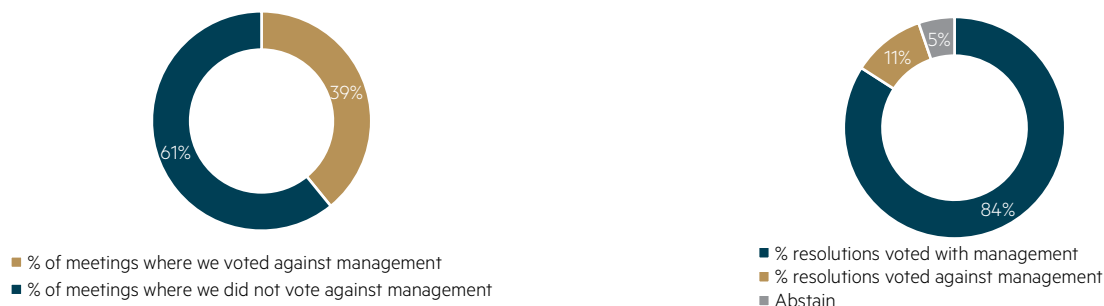 39%
61%
% of meetings where we voted against management
% of meetings where we did not vote against management
5%
11%
84%
% resolutions voted with management
% resolutions voted against management
Abstain